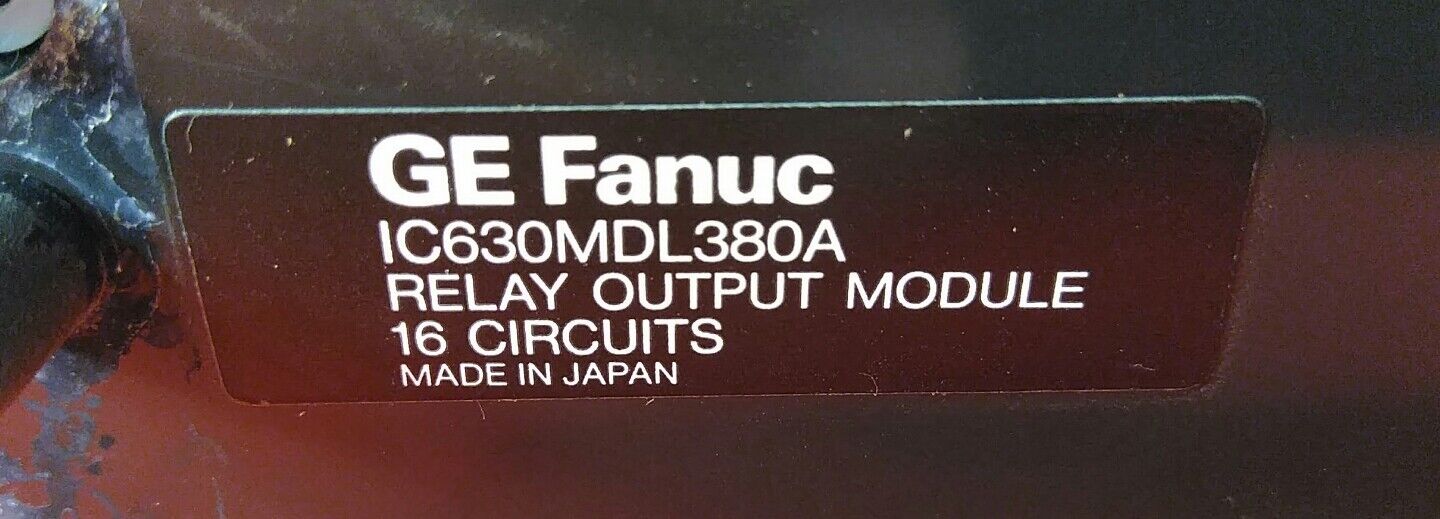 GE Fanuc
IC630MDL380A
RELAY OUTPUT MODULE
16 CIRCUITS
MADE IN JAPAN